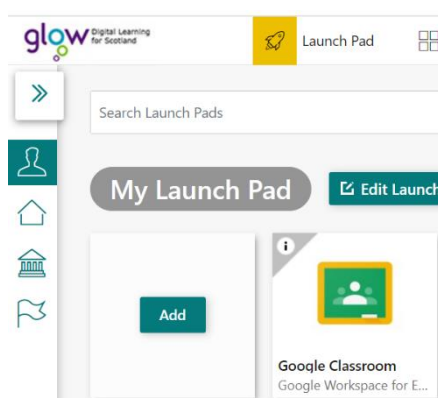 glow Digital Learning for Scotland
Launch Pad
Search Launch Pads
My Launch Pad
Edit Launch
Add
i
Google Classroom
Google Workspace for E...